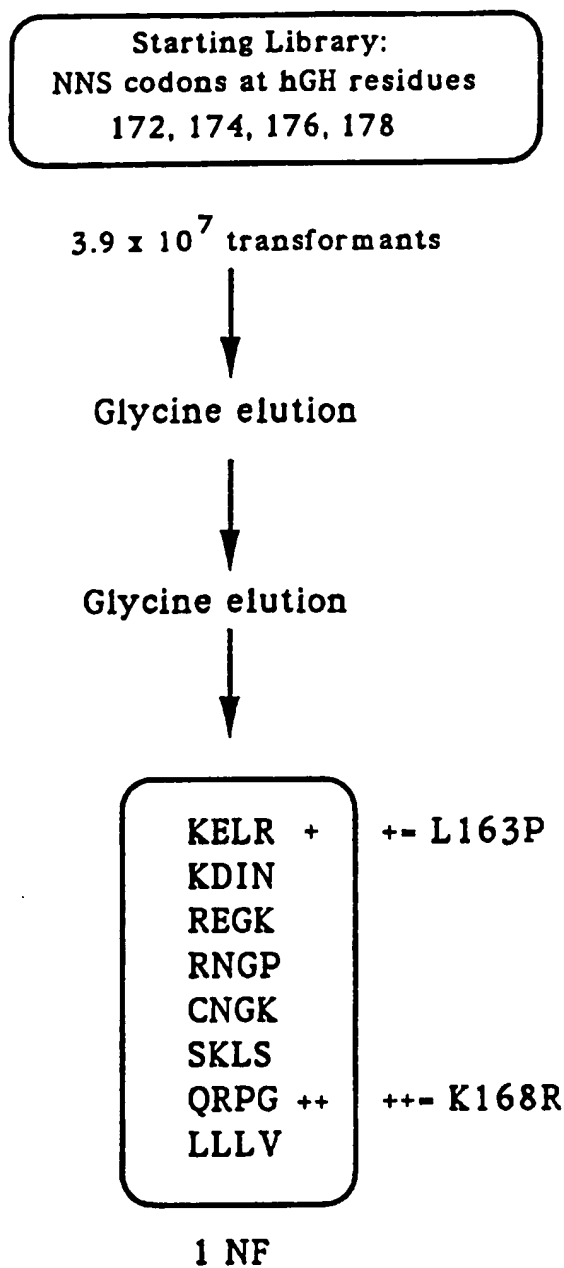 Starting Library:
NNS codons at hGH residues
172, 174, 176, 178
3.9 x 10^7 transformants
Glycine elution
Glycine elution
KELR + += L163P
KDIN
REGK
RNGP
CNGK
SKLS
QRPG ++ ++= K168R
LLLV
1 NF